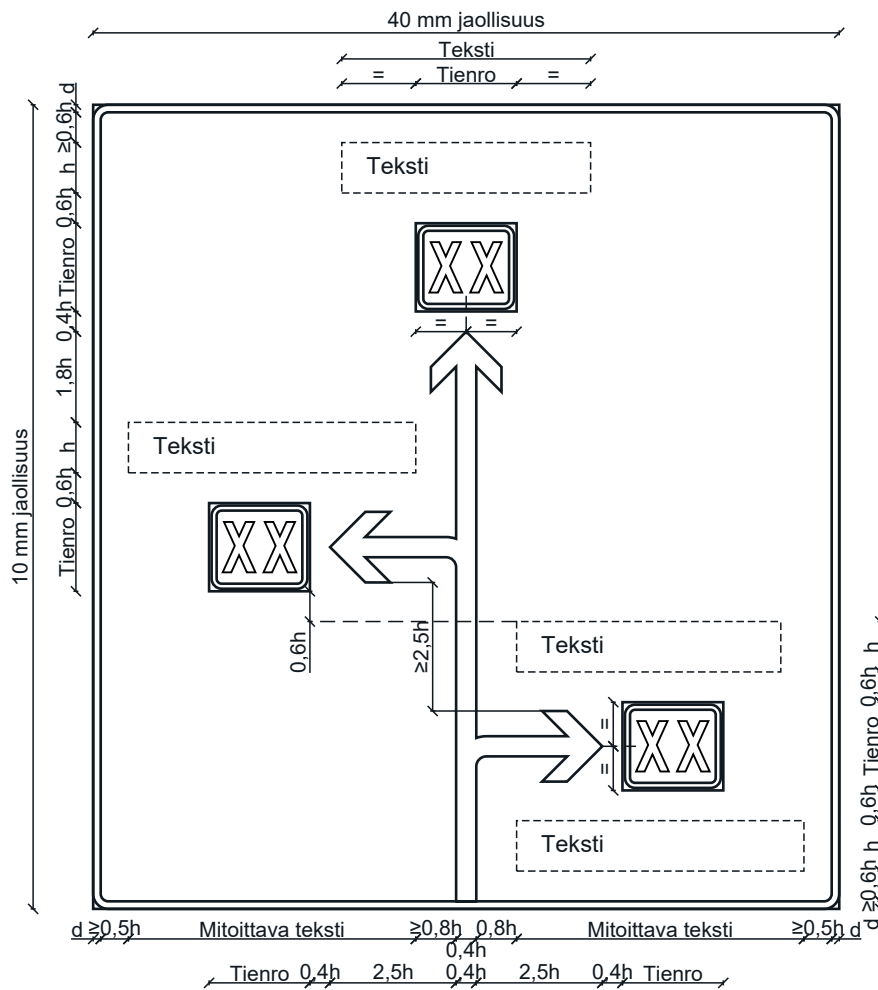 40 mm jaollisuus
Teksti
= Tienro =
d
≥0,6h
h
0,6h
Tienro
0,4h
1,8h
h
0,6h
Tienro
10 mm jaollisuus
Teksti
XX
= =
Teksti
XX
0,6h
≥2,5h
Teksti
=
=
XX
Teksti
h
0,6h
Tienro
0,6h
h
≥0,6h
d
d ≥0,5h Mitoittava teksti ≥0,8h 0,8h Mitoittava teksti ≥0,5h d
0,4h
Tienro 0,4h 2,5h 0,4h 2,5h 0,4h Tienro